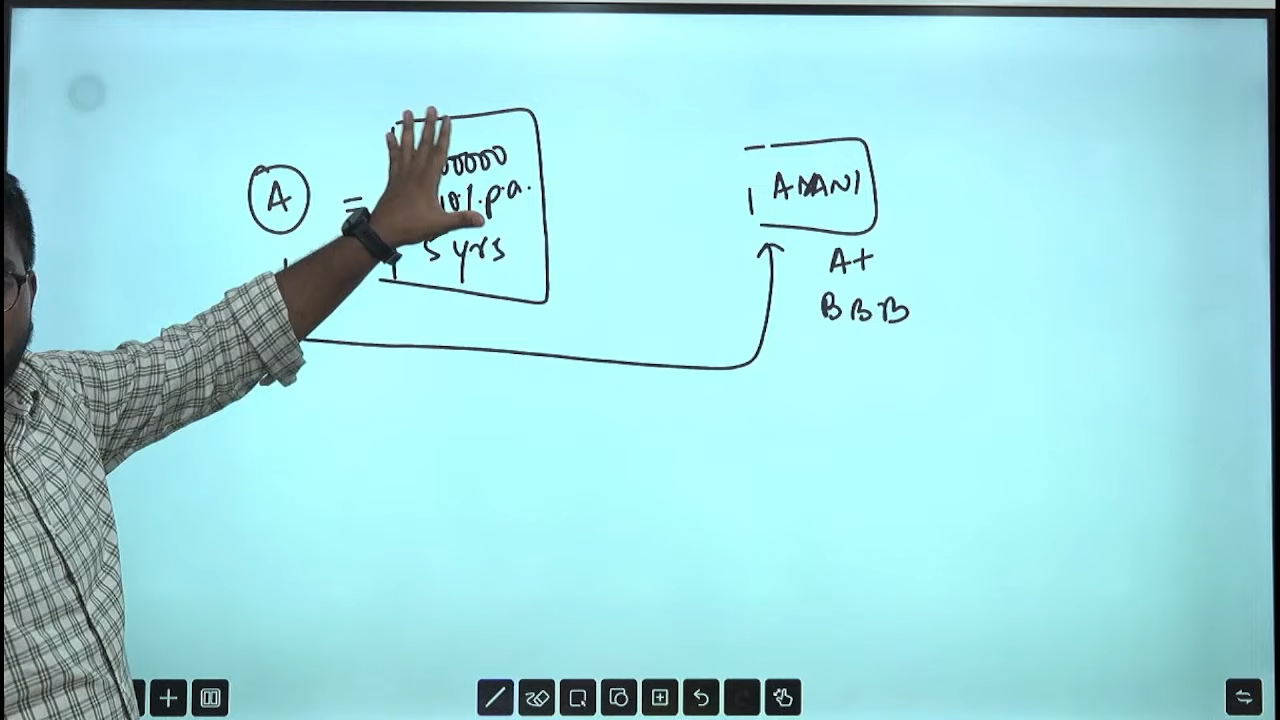 A =
00000
10% p.a.
5 yrs
ADANI
A+
BBB